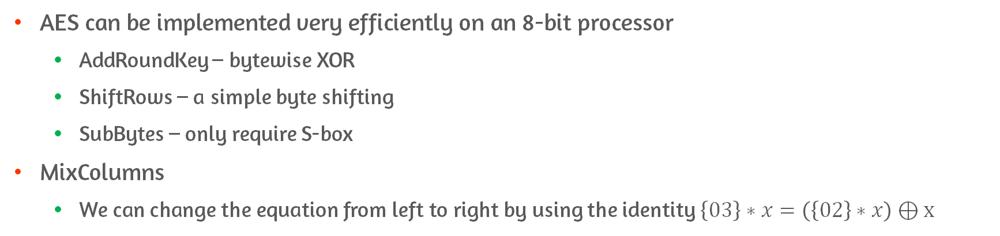 • AES can be implemented very efficiently on an 8-bit processor
• AddRoundKey – bytewise XOR
• ShiftRows – a simple byte shifting
• SubBytes – only require S-box
• MixColumns
• We can change the equation from left to right by using the identity {03} ∗ 𝑥 = ({02} ∗ 𝑥) ⨁ x